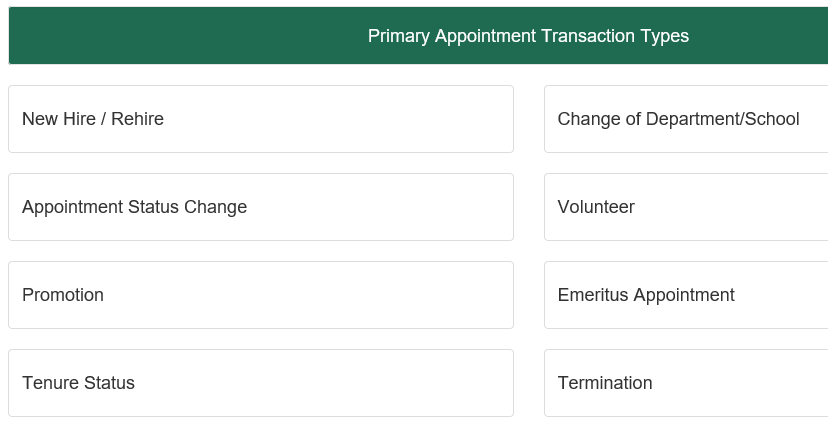 Primary Appointment Transaction Types
New Hire / Rehire
Change of Department/School
Appointment Status Change
Volunteer
Promotion
Emeritus Appointment
Tenure Status
Termination